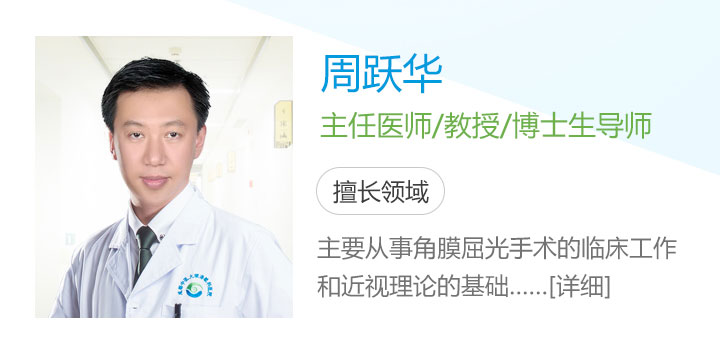 周跃华
主任医师/教授/博士生导师
擅长领域
主要从事角膜屈光手术的临床工作
和近视理论的基础......[详细]